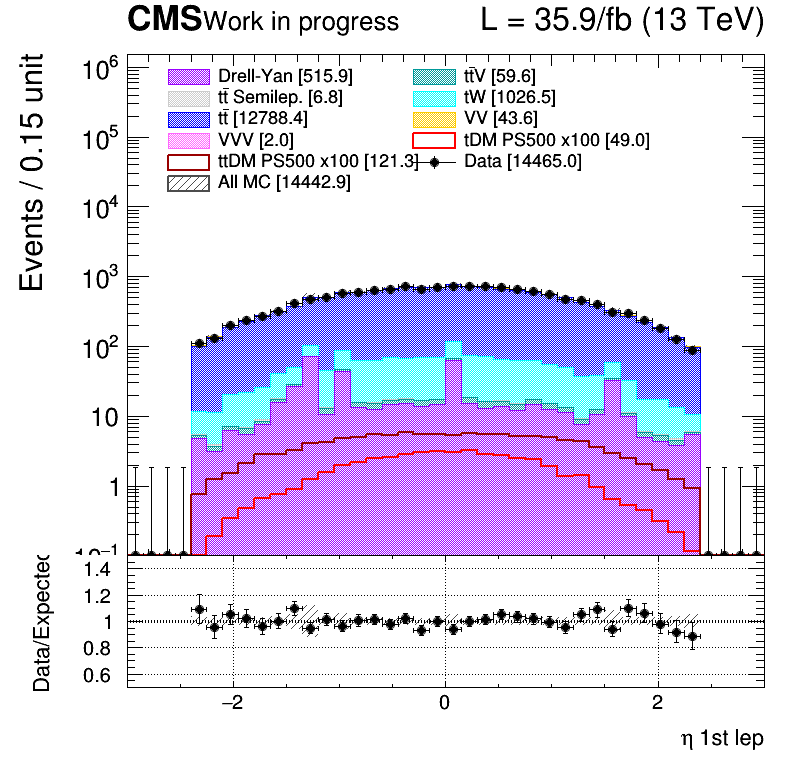 CMS Work in progress L = 35.9/fb (13 TeV)
Events / 0.15 unit
10⁶
10⁵
10⁴
10³
10²
10
1
10⁻¹
Drell-Yan [515.9]
tt̄V [59.6]
tt̄ Semilep. [6.8]
tW [1026.5]
tt̄ [12788.4]
VV [43.6]
VVV [2.0]
tDM PS500 x100 [49.0]
ttDM PS500 x100 [121.3]
Data [14465.0]
All MC [14442.9]
Data/Expected
1.4
1.2
1
0.8
0.6
−2 0 2
η 1st lep